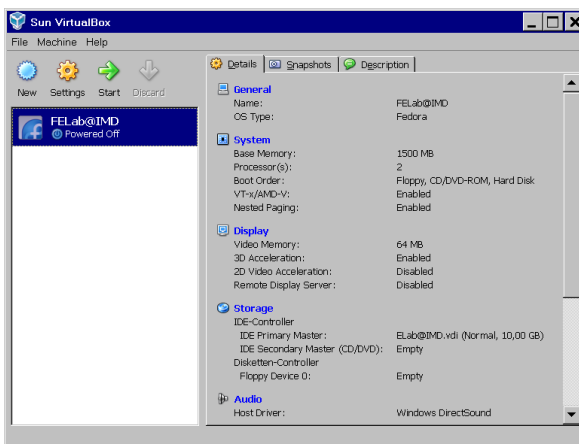 Sun VirtualBox
File Machine Help
New Settings Start Discard
FELab@IMD
Powered Off
Details Snapshots Description
General
Name: FELab@IMD
OS Type: Fedora
System
Base Memory: 1500 MB
Processor(s): 2
Boot Order: Floppy, CD/DVD-ROM, Hard Disk
VT-x/AMD-V: Enabled
Nested Paging: Enabled
Display
Video Memory: 64 MB
3D Acceleration: Enabled
2D Video Acceleration: Disabled
Remote Display Server: Disabled
Storage
IDE-Controller
IDE Primary Master: ELab@IMD.vdi (Normal, 10,00 GB)
IDE Secondary Master (CD/DVD): Empty
Disketten-Controller
Floppy Device 0: Empty
Audio
Host Driver: Windows DirectSound